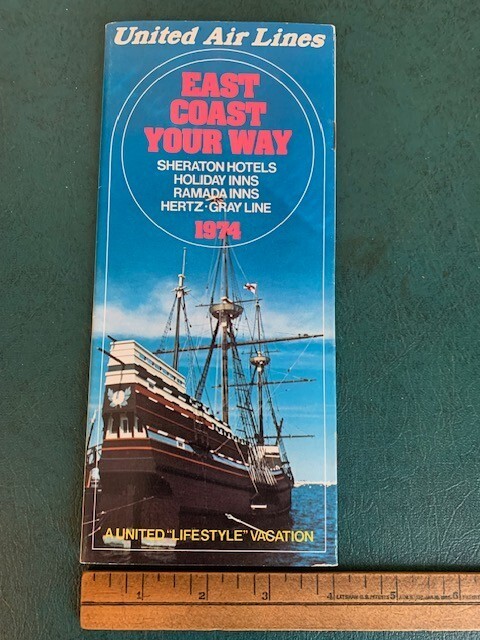 United Air Lines
EAST
COAST
YOUR WAY
SHERATON HOTELS
HOLIDAY INNS
RAMADA INNS
HERTZ·GRAY LINE
1974
A UNITED "LIFESTYLE" VACATION
1 2 3 4 5